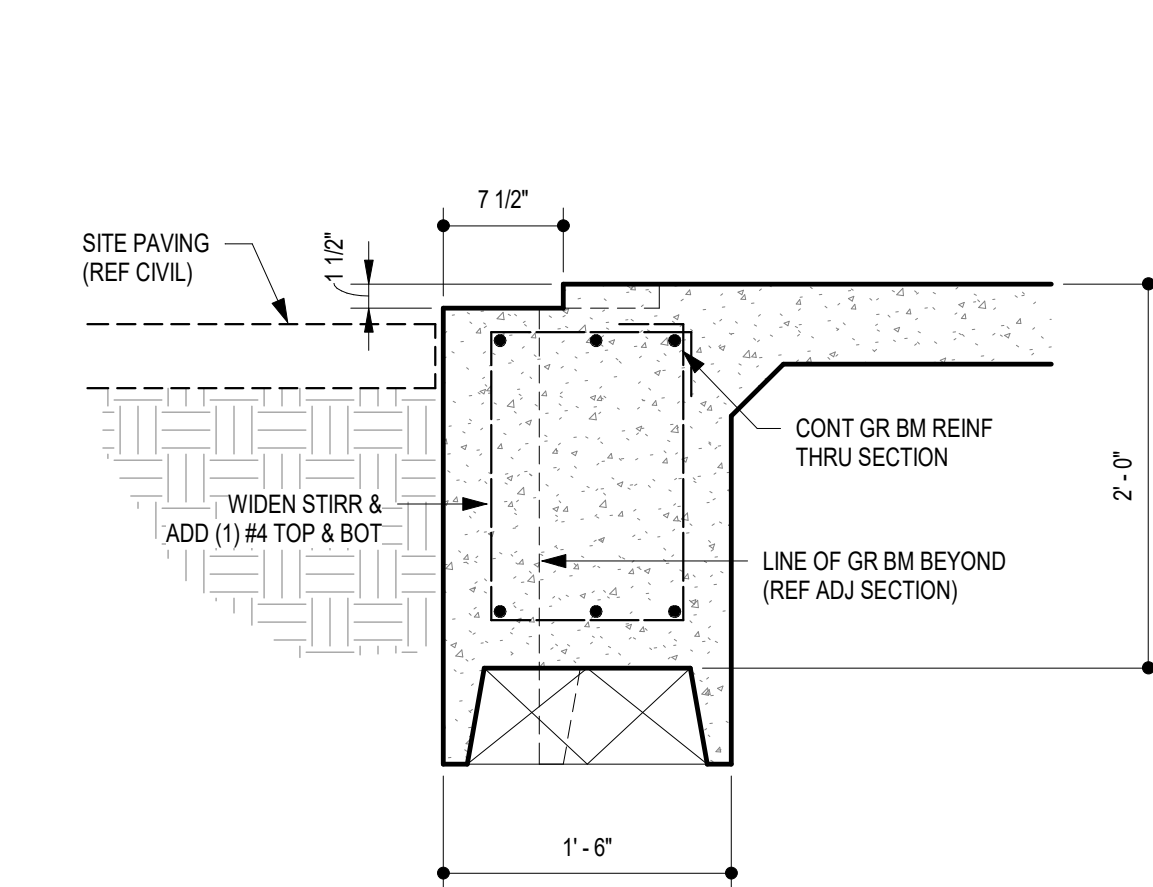 7 1/2"
SITE PAVING
(REF CIVIL)
1 1/2"
CONT GR BM REINF
THRU SECTION
2' - 0"
WIDEN STIRR &
ADD (1) #4 TOP & BOT
LINE OF GR BM BEYOND
(REF ADJ SECTION)
1' - 6"